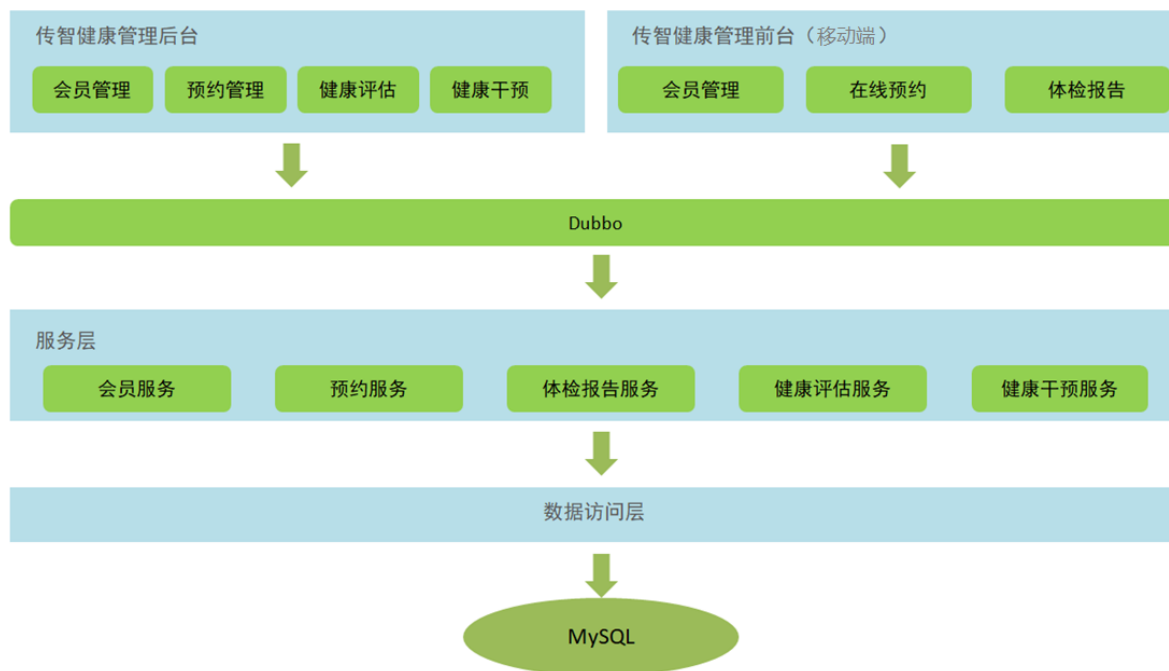 传智健康管理后台
会员管理 预约管理 健康评估 健康干预
传智健康管理前台（移动端）
会员管理 在线预约 体检报告
Dubbo
服务层
会员服务 预约服务 体检报告服务 健康评估服务 健康干预服务
数据访问层
MySQL